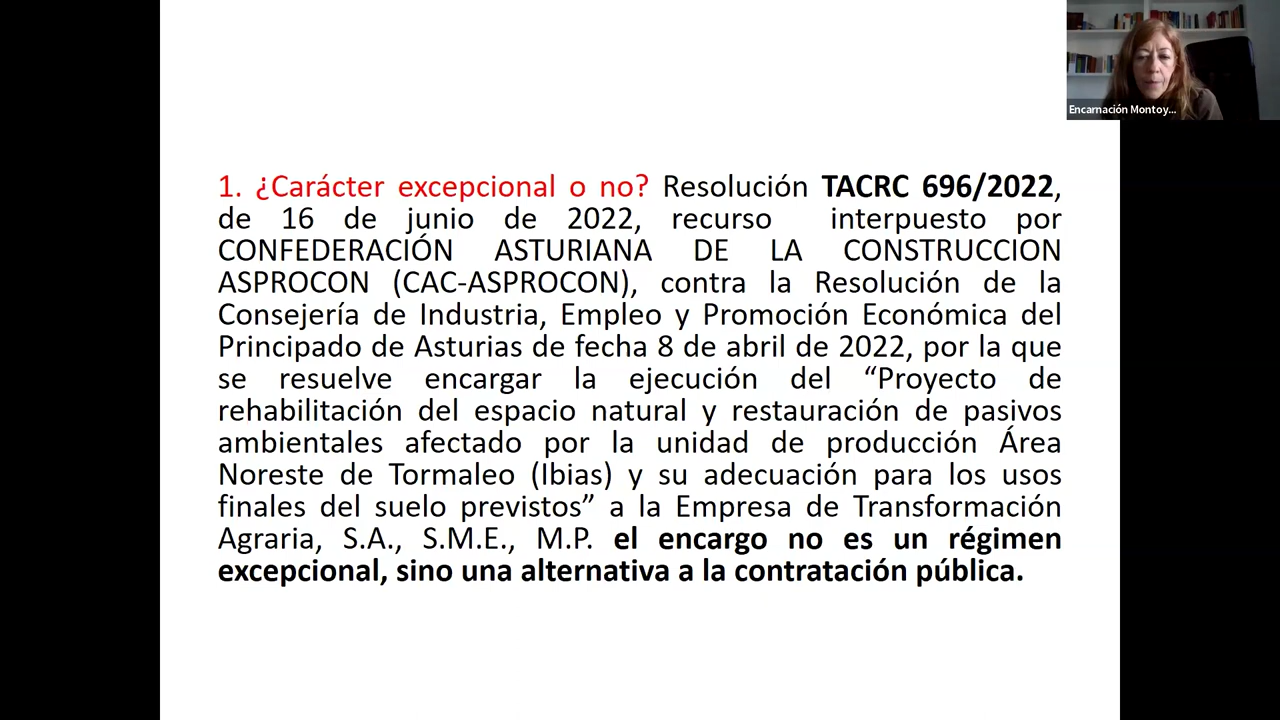 Encarnación Montoy...
1. ¿Carácter excepcional o no? Resolución TACRC 696/2022,
de 16 de junio de 2022, recurso interpuesto por
CONFEDERACIÓN ASTURIANA DE LA CONSTRUCCION
ASPROCON (CAC-ASPROCON), contra la Resolución de la
Consejería de Industria, Empleo y Promoción Económica del
Principado de Asturias de fecha 8 de abril de 2022, por la que
se resuelve encargar la ejecución del “Proyecto de
rehabilitación del espacio natural y restauración de pasivos
ambientales afectado por la unidad de producción Área
Noreste de Tormaleo (Ibias) y su adecuación para los usos
finales del suelo previstos” a la Empresa de Transformación
Agraria, S.A., S.M.E., M.P. el encargo no es un régimen
excepcional, sino una alternativa a la contratación pública.